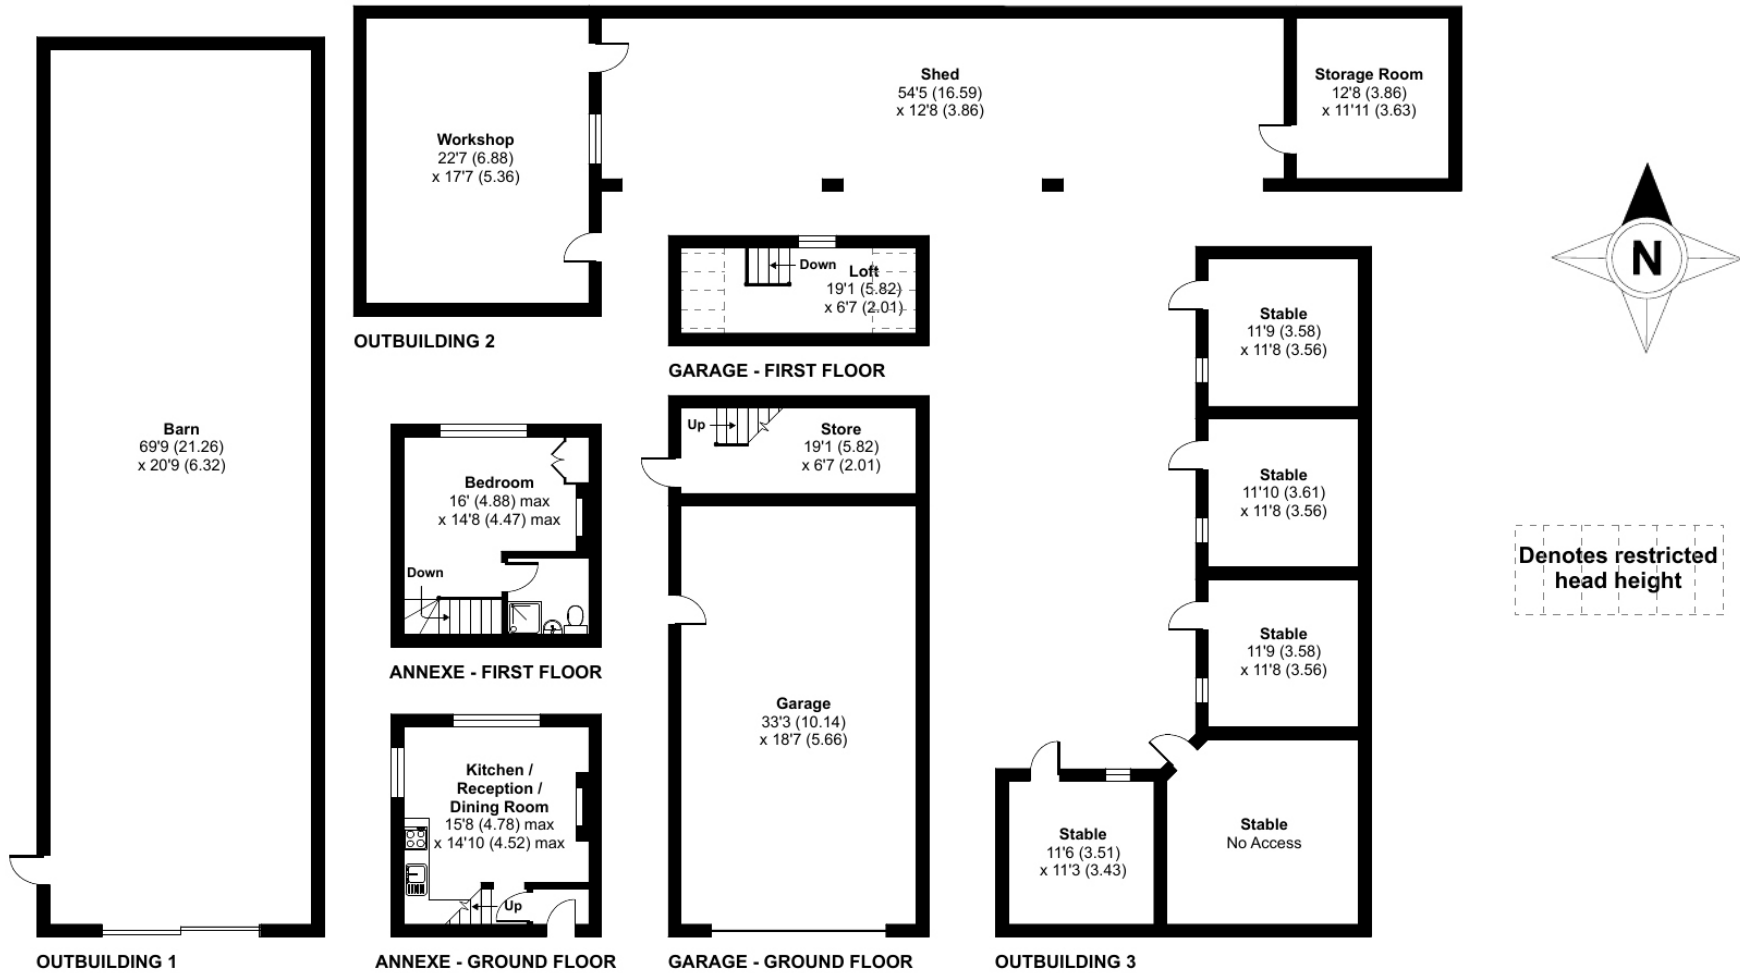 Shed
54'5 (16.59)
x 12'8 (3.86)
Storage Room
12'8 (3.86)
x 11'11 (3.63)
Workshop
22'7 (6.88)
x 17'7 (5.36)
OUTBUILDING 2
Down
Loft
19'1 (5.82)
x 6'7 (2.01)
GARAGE - FIRST FLOOR
N
Stable
11'9 (3.58)
x 11'8 (3.56)
Barn
69'9 (21.26)
x 20'9 (6.32)
Bedroom
16' (4.88) max
x 14'8 (4.47) max
Down
ANNEXE - FIRST FLOOR
Up
Store
19'1 (5.82)
x 6'7 (2.01)
Stable
11'10 (3.61)
x 11'8 (3.56)
Denotes restricted
head height
Stable
11'9 (3.58)
x 11'8 (3.56)
Garage
33'3 (10.14)
x 18'7 (5.66)
Kitchen /
Reception /
Dining Room
15'8 (4.78) max
x 14'10 (4.52) max
Up
Stable
11'6 (3.51)
x 11'3 (3.43)
Stable
No Access
OUTBUILDING 1
ANNEXE - GROUND FLOOR
GARAGE - GROUND FLOOR
OUTBUILDING 3